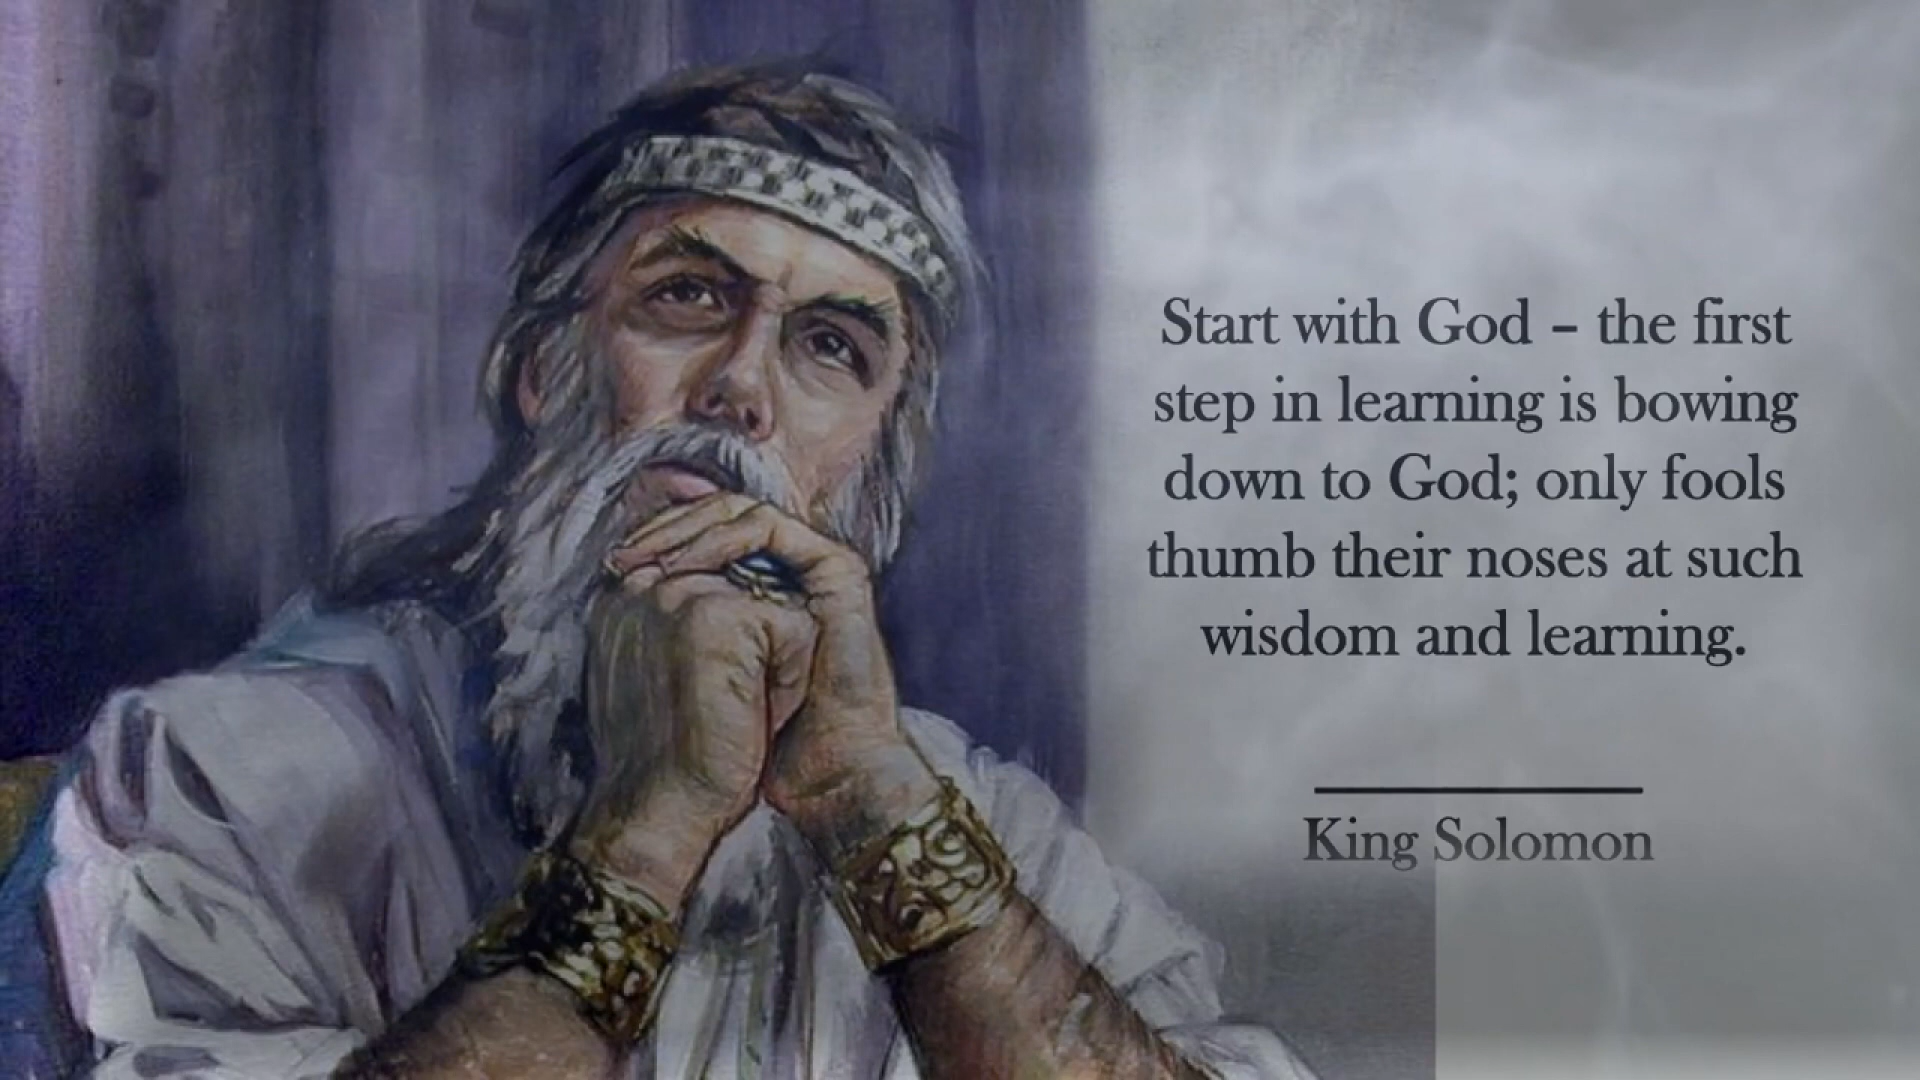 Start with God – the first
step in learning is bowing
down to God; only fools
thumb their noses at such
wisdom and learning.
King Solomon